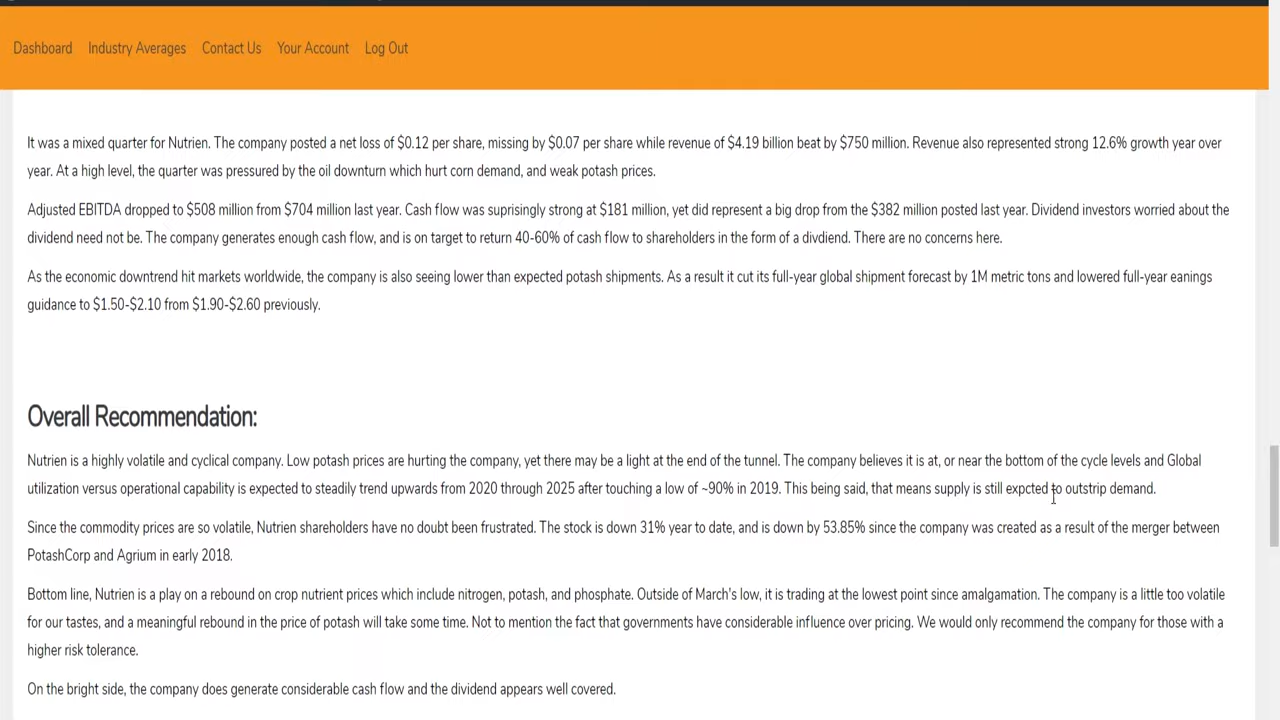 Dashboard Industry Averages Contact Us Your Account Log Out
It was a mixed quarter for Nutrien. The company posted a net loss of $0.12 per share, missing by $0.07 per share while revenue of $4.19 billion beat by $750 million. Revenue also represented strong 12.6% growth year over
year. At a high level, the quarter was pressured by the oil downturn which hurt corn demand, and weak potash prices.
Adjusted EBITDA dropped to $508 million from $704 million last year. Cash flow was suprisingly strong at $181 million, yet did represent a big drop from the $382 million posted last year. Dividend investors worried about the
dividend need not be. The company generates enough cash flow, and is on target to return 40-60% of cash flow to shareholders in the form of a divdiend. There are no concerns here.
As the economic downtrend hit markets worldwide, the company is also seeing lower than expected potash shipments. As a result it cut its full-year global shipment forecast by 1M metric tons and lowered full-year eanings
guidance to $1.50-$2.10 from $1.90-$2.60 previously.
Overall Recommendation:
Nutrien is a highly volatile and cyclical company. Low potash prices are hurting the company, yet there may be a light at the end of the tunnel. The company believes it is at, or near the bottom of the cycle levels and Global
utilization versus operational capability is expected to steadily trend upwards from 2020 through 2025 after touching a low of ~90% in 2019. This being said, that means supply is still expcted to outstrip demand.
Since the commodity prices are so volatile, Nutrien shareholders have no doubt been frustrated. The stock is down 31% year to date, and is down by 53.85% since the company was created as a result of the merger between
PotashCorp and Agrium in early 2018.
Bottom line, Nutrien is a play on a rebound on crop nutrient prices which include nitrogen, potash, and phosphate. Outside of March's low, it is trading at the lowest point since amalgamation. The company is a little too volatile
for our tastes, and a meaningful rebound in the price of potash will take some time. Not to mention the fact that governments have considerable influence over pricing. We would only recommend the company for those with a
higher risk tolerance.
On the bright side, the company does generate considerable cash flow and the dividend appears well covered.